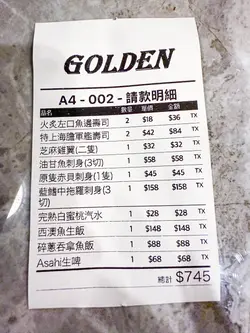 GOLDEN
A4 - 002 - 請款明細
品名 數量 單價 金額
火炙左口魚邊壽司 2 $18 $36 TX
特上海膽軍艦壽司 2 $42 $84 TX
芝麻雞翼(二隻) 1 $32 $32 TX
油甘魚刺身(3切) 1 $58 $58 TX
原隻赤貝刺身(1隻) 1 $45 $45 TX
藍鰭中拖羅刺身(3切) 1 $158 $158 TX
完熟白蜜桃汽水 1 $28 $28 TX
西澳魚生飯 1 $148 $148 TX
碎蔥吞拿魚飯 1 $88 $88 TX
Asahi生啤 1 $68 $68 TX
總計 $745